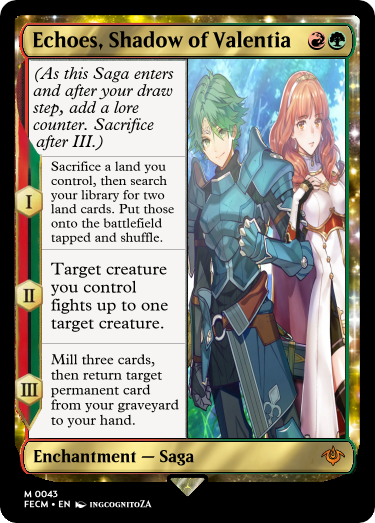 Echoes, Shadow of Valentia
(As this Saga enters
and after your draw
step, add a lore
counter. Sacrifice
after III.)
I
Sacrifice a land you
control, then search
your library for two
land cards. Put those
onto the battlefield
tapped and shuffle.
II
Target creature
you control
fights up to one
target creature.
III
Mill three cards,
then return target
permanent card
from your graveyard
to your hand.
Enchantment — Saga
M 0043
FECM • EN INGCOGNITOZA